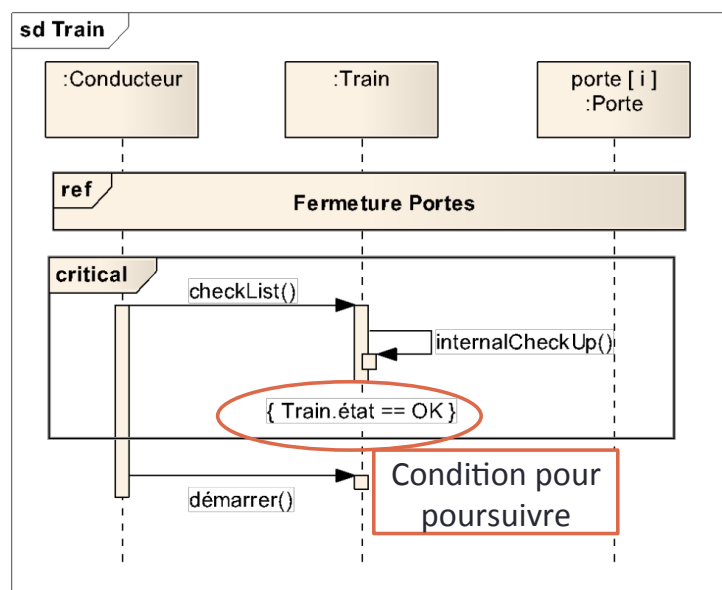 sd Train
:Conducteur
:Train
porte [ i ]
:Porte
ref
Fermeture Portes
critical
checkList()
internalCheckUp()
{ Train.état == OK }
démarrer()
Condition pour
poursuivre